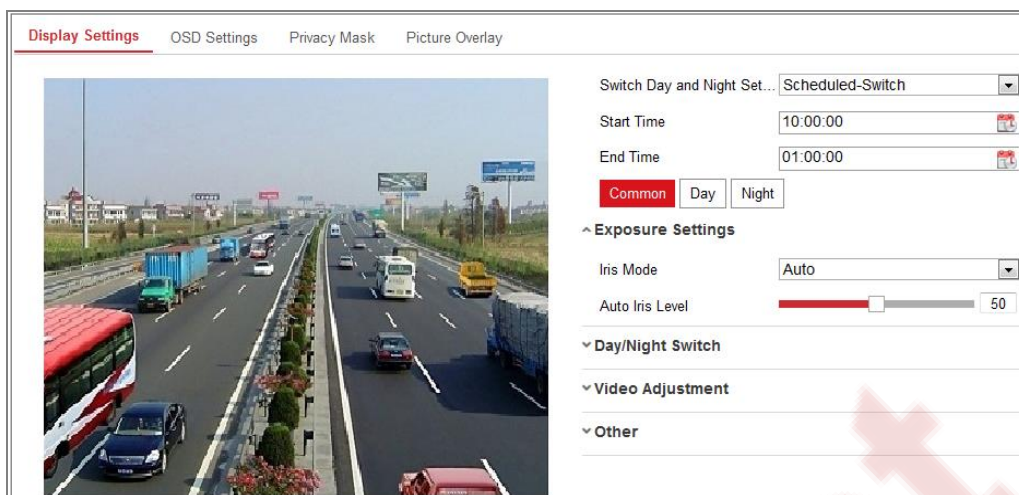 Display Settings OSD Settings Privacy Mask Picture Overlay
Switch Day and Night Set... Scheduled-Switch
Start Time 10:00:00
End Time 01:00:00
Common Day Night
Exposure Settings
Iris Mode Auto
Auto Iris Level 50
Day/Night Switch
Video Adjustment
Other